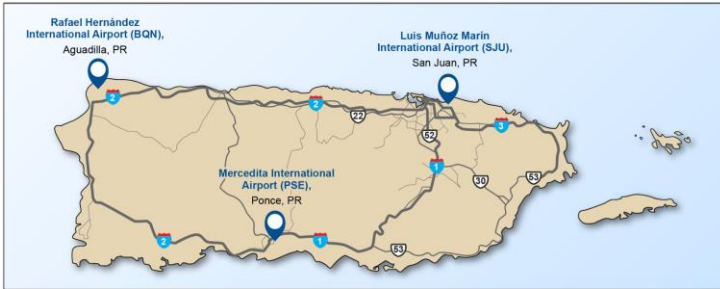 Rafael Hernández
International Airport (BQN),
Aguadilla, PR
Luis Muñoz Marín
International Airport (SJU),
San Juan, PR
2
2
22
52
3
1
30
53
Mercedita International
Airport (PSE),
Ponce, PR
2
1
53